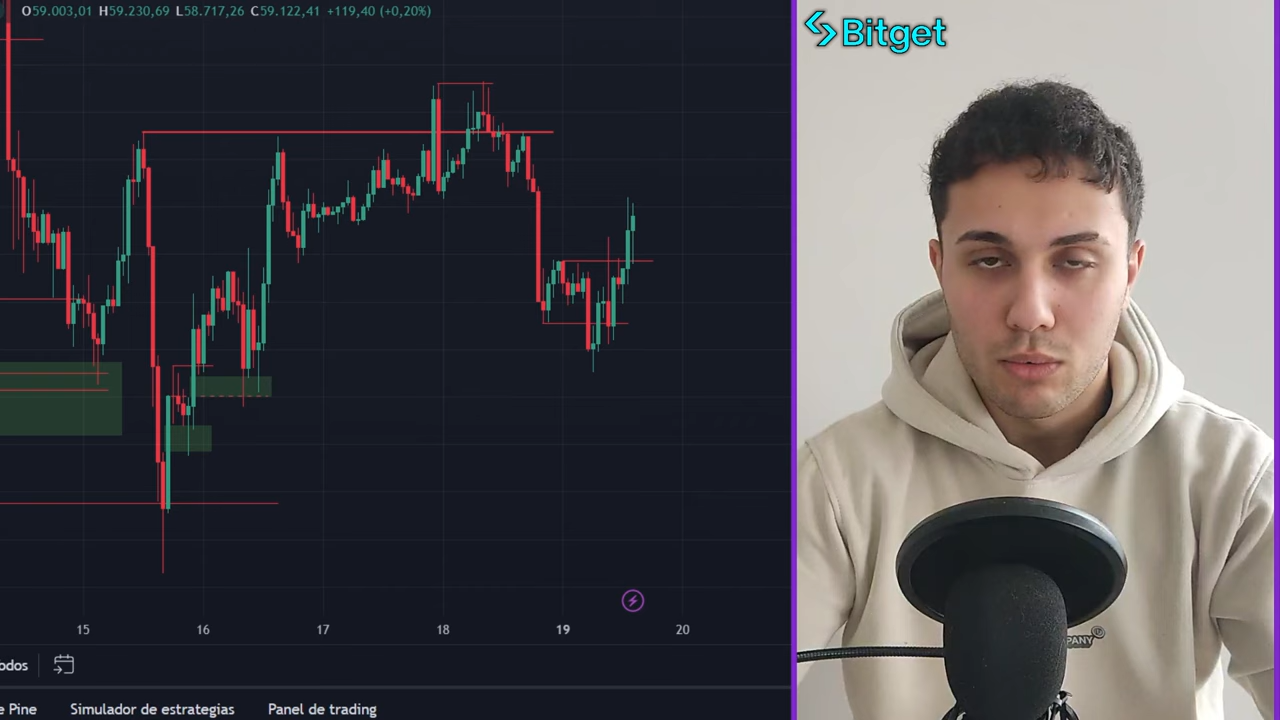 O59.003,01 H59.230,69 L58.717,26 C59.122,41 +119,40 (+0,20%)
Bitget
15 16 17 18 19 20
odos
e Pine Simulador de estrategias Panel de trading
PANY